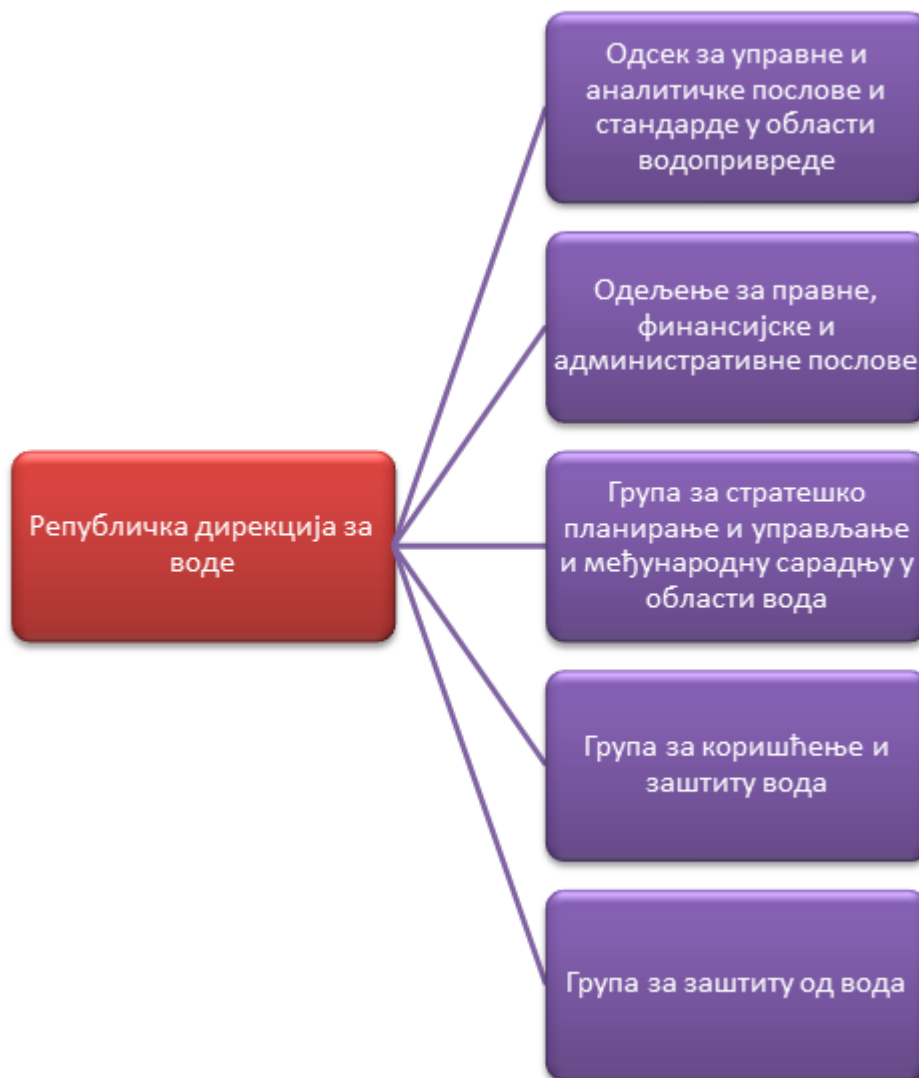 Одсек за управне и
аналитичке послове и
стандарде у области
водопривреде
Одељење за правне,
финансијске и
административне послове
Република дирекција за
воде
Група за стратешко
планирање и управљање
и међународну сарадњу у
области вода
Група за коришћење и
заштиту вода
Група за заштиту од вода